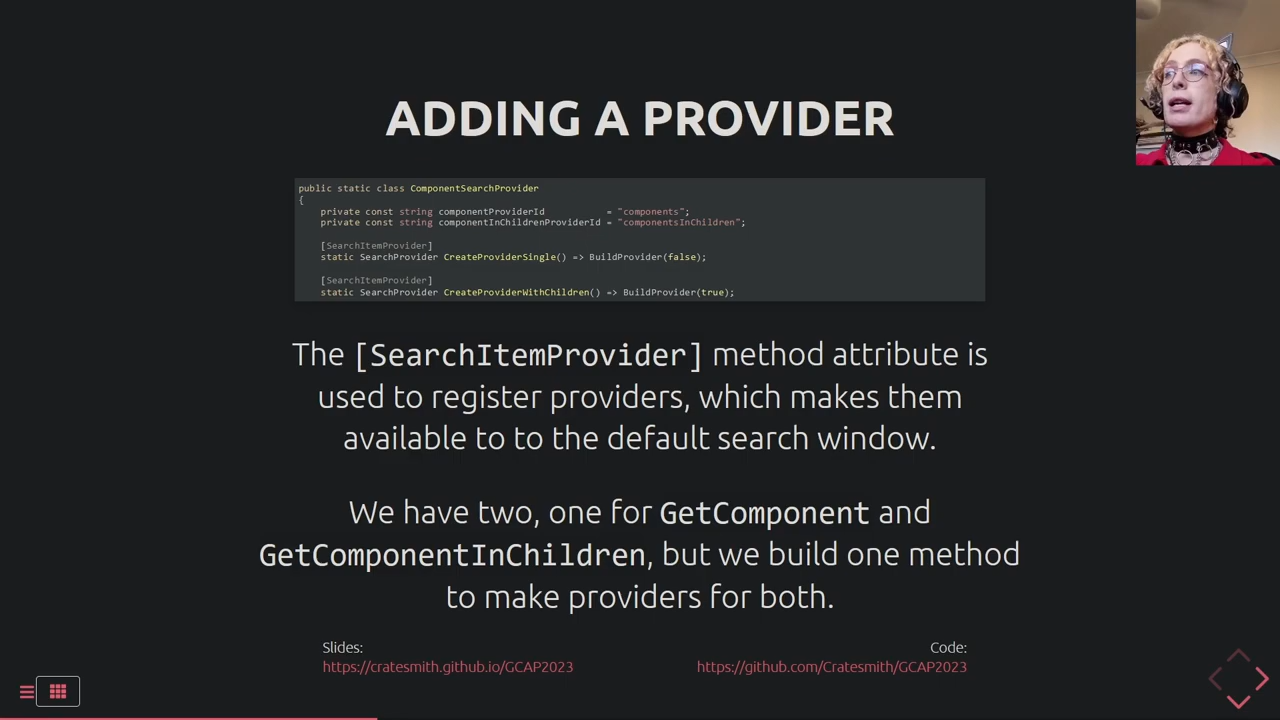 ADDING A PROVIDER
public static class ComponentSearchProvider
{
private const string componentProviderId = "components";
private const string componentInChildrenProviderId = "componentsInChildren";
[SearchItemProvider]
static SearchProvider CreateProviderSingle() => BuildProvider(false);
[SearchItemProvider]
static SearchProvider CreateProviderWithChildren() => BuildProvider(true);
The [SearchItemProvider] method attribute is
used to register providers, which makes them
available to to the default search window.
We have two, one for GetComponent and
GetComponentInChildren, but we build one method
to make providers for both.
Slides:
https://cratesmith.github.io/GCAP2023
Code:
https://github.com/Cratesmith/GCAP2023